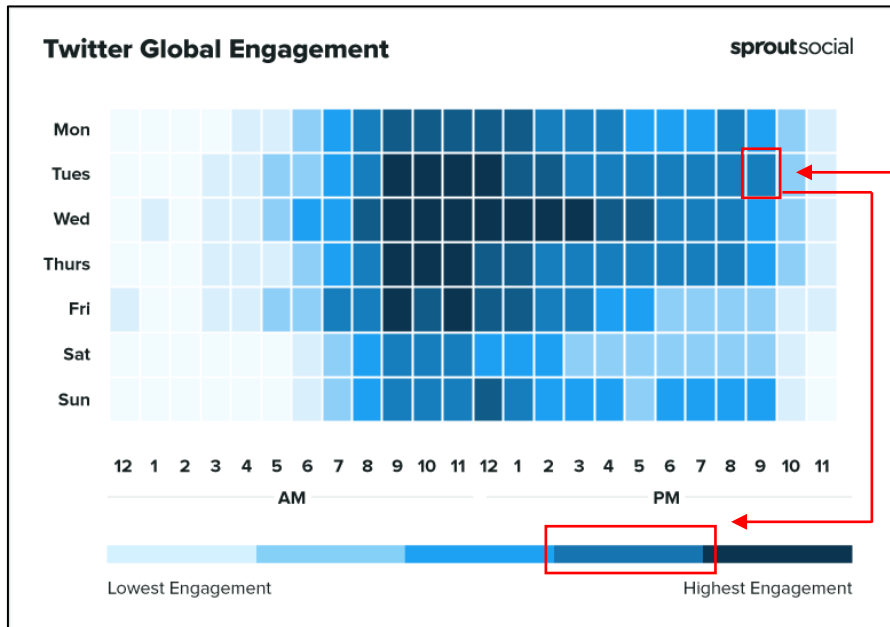 Twitter Global Engagement
sproutsocial
Mon
Tues
Wed
Thurs
Fri
Sat
Sun
12 1 2 3 4 5 6 7 8 9 10 11 12 1 2 3 4 5 6 7 8 9 10 11
AM PM
Lowest Engagement Highest Engagement